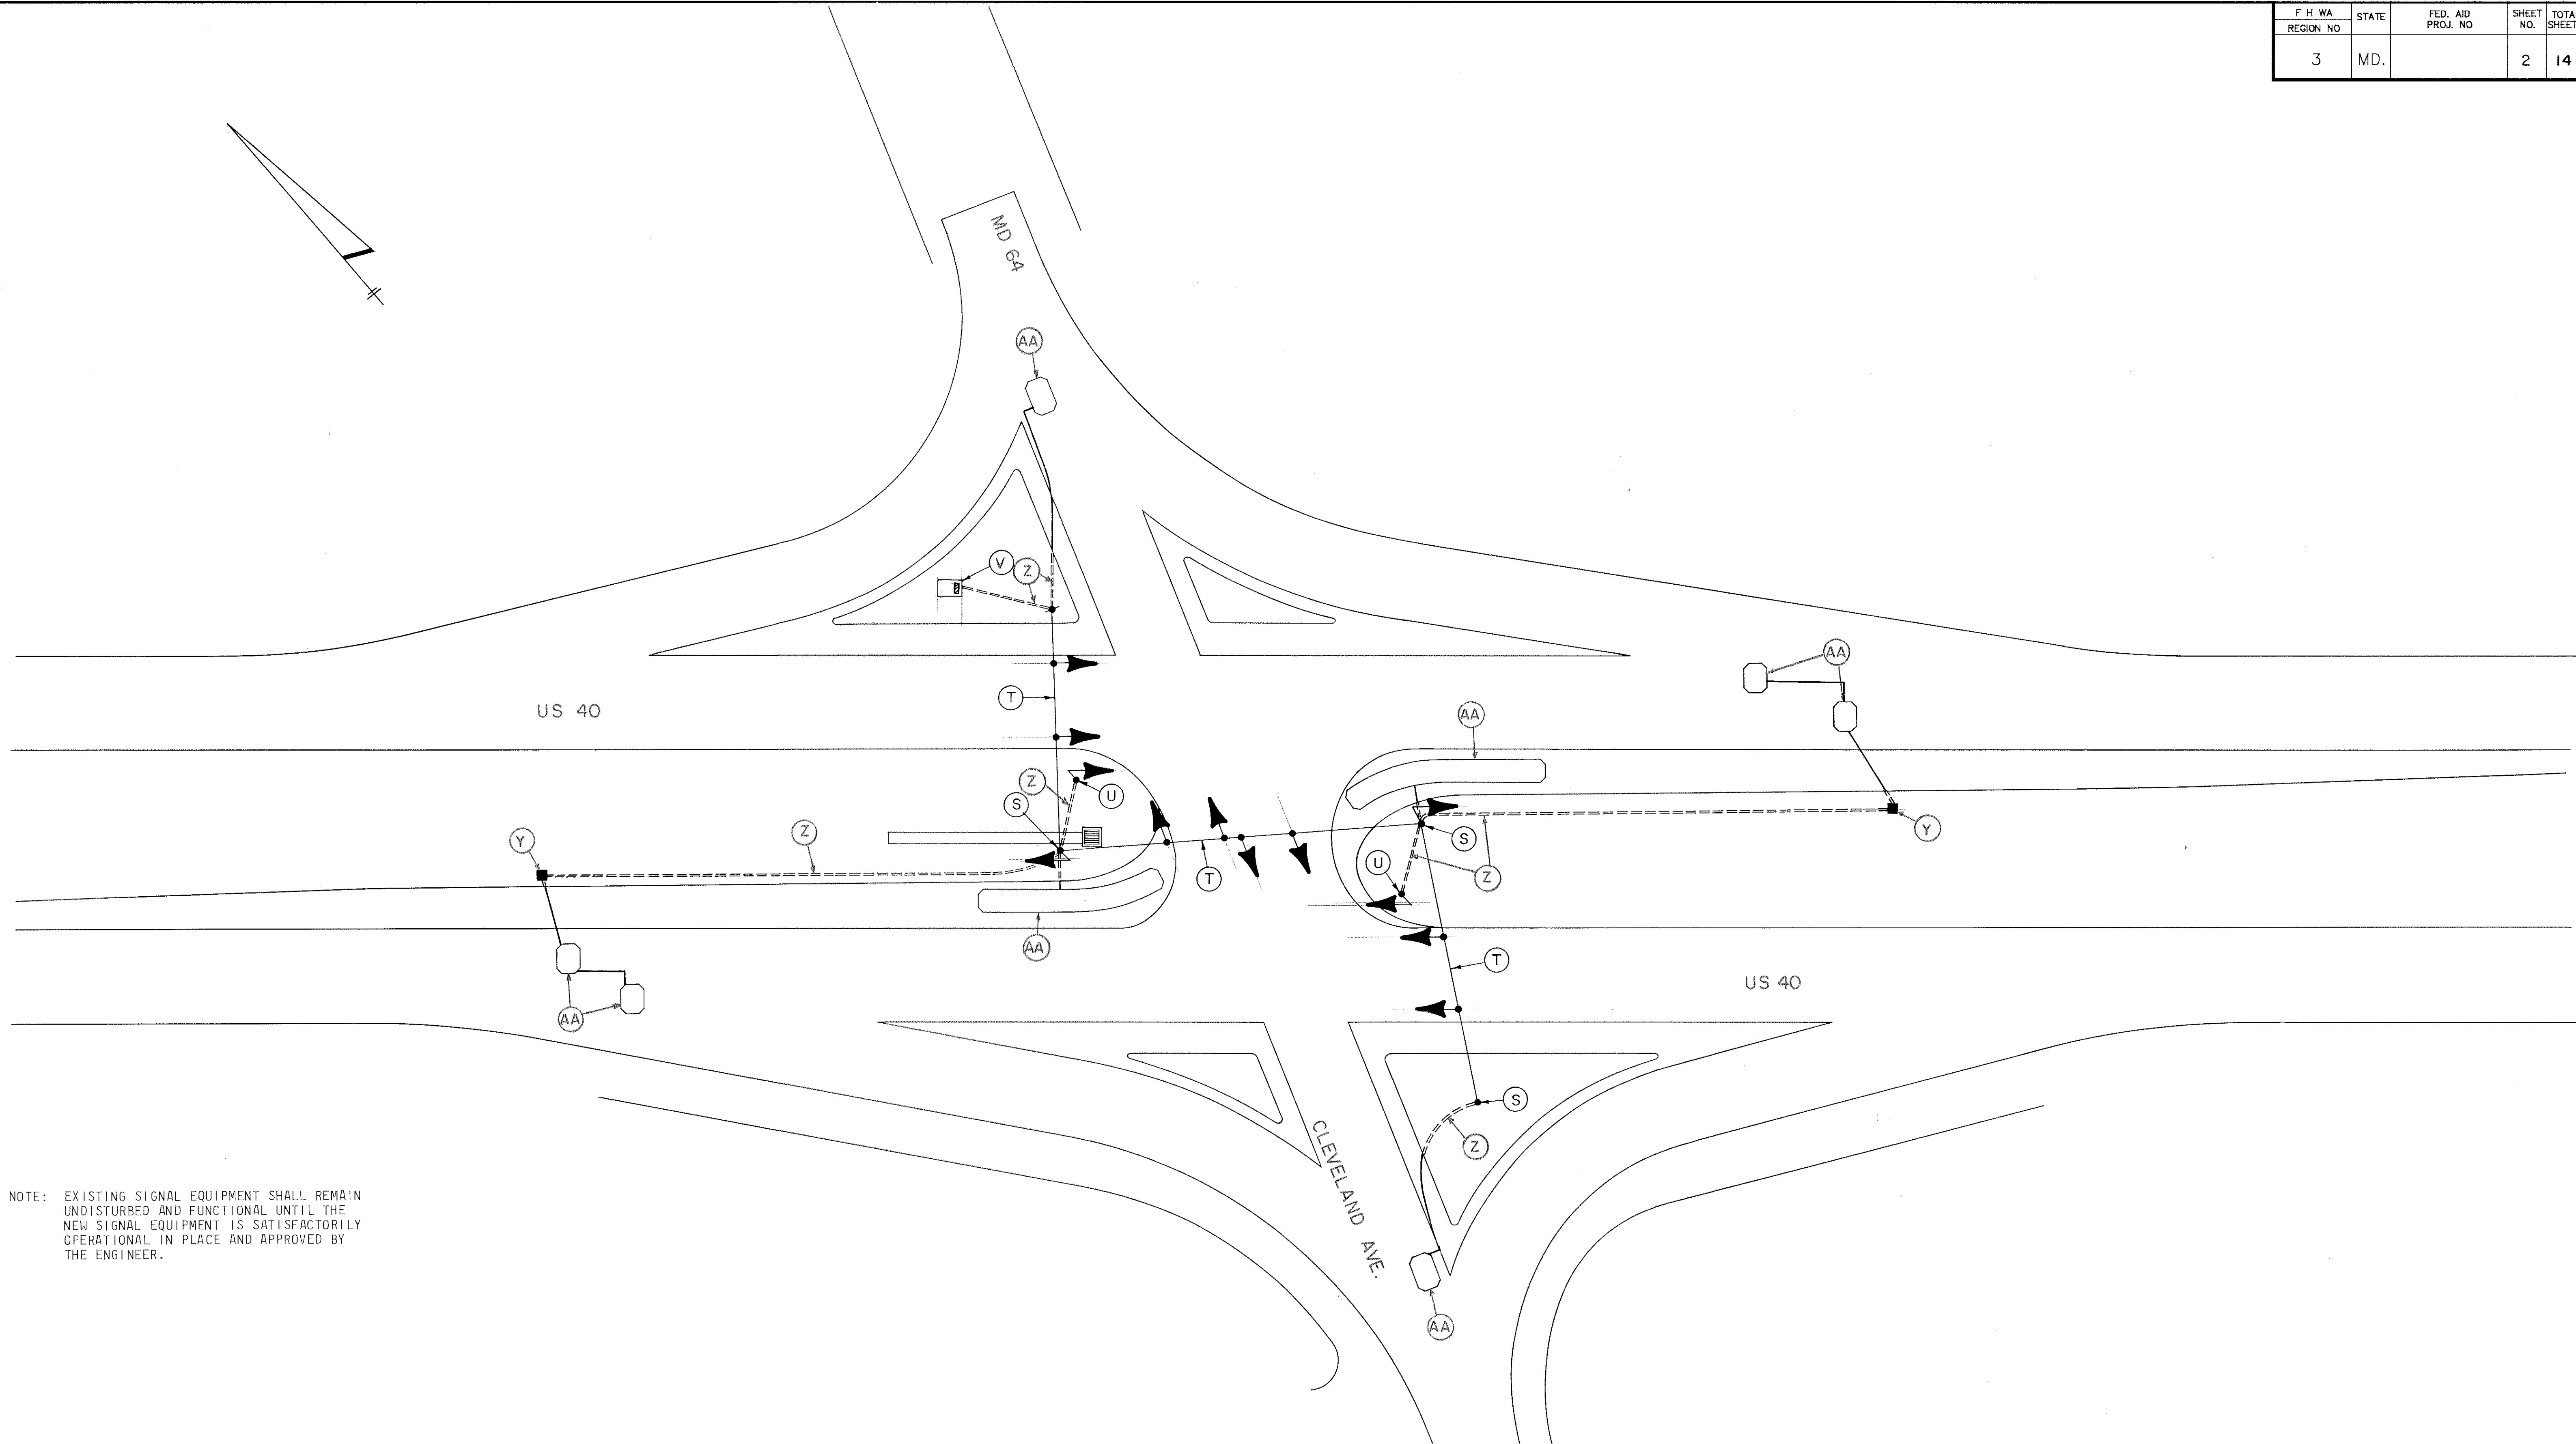 F H WA
REGION NO
STATE
FED. AID
PROJ. NO
SHEET
NO.
TOTA
SHEET
3
MD.
2
14
MD 64
AA
V
Z
T
US 40
AA
AA
Z
U
S
Y
Z
S
Y
U
Z
T
AA
T
US 40
AA
S
Z
CLEVELAND AVE.
AA
NOTE: EXISTING SIGNAL EQUIPMENT SHALL REMAIN
UNDISTURBED AND FUNCTIONAL UNTIL THE
NEW SIGNAL EQUIPMENT IS SATISFACTORILY
OPERATIONAL IN PLACE AND APPROVED BY
THE ENGINEER.